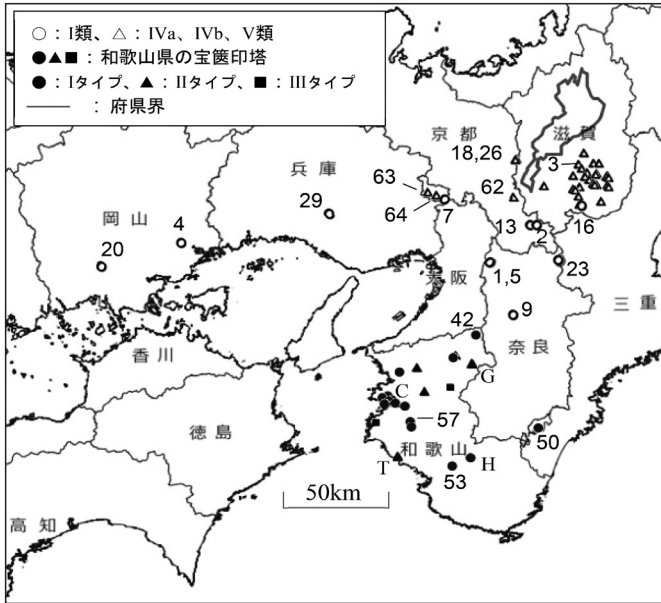 ○ : I類、△ : IVa、IVb、V類
●▲■ : 和歌山県の宝篋印塔
● : Iタイプ、▲ : IIタイプ、■ : IIIタイプ
―― : 府県界
京都
滋賀
18,26
3
兵庫
63
62
64
7
29
13
2
16
岡山
4
20
大阪
1,5
23
9
三重
42
奈良
香川
G
C
57
徳島
和歌山
50
T
H
53
50km
高知